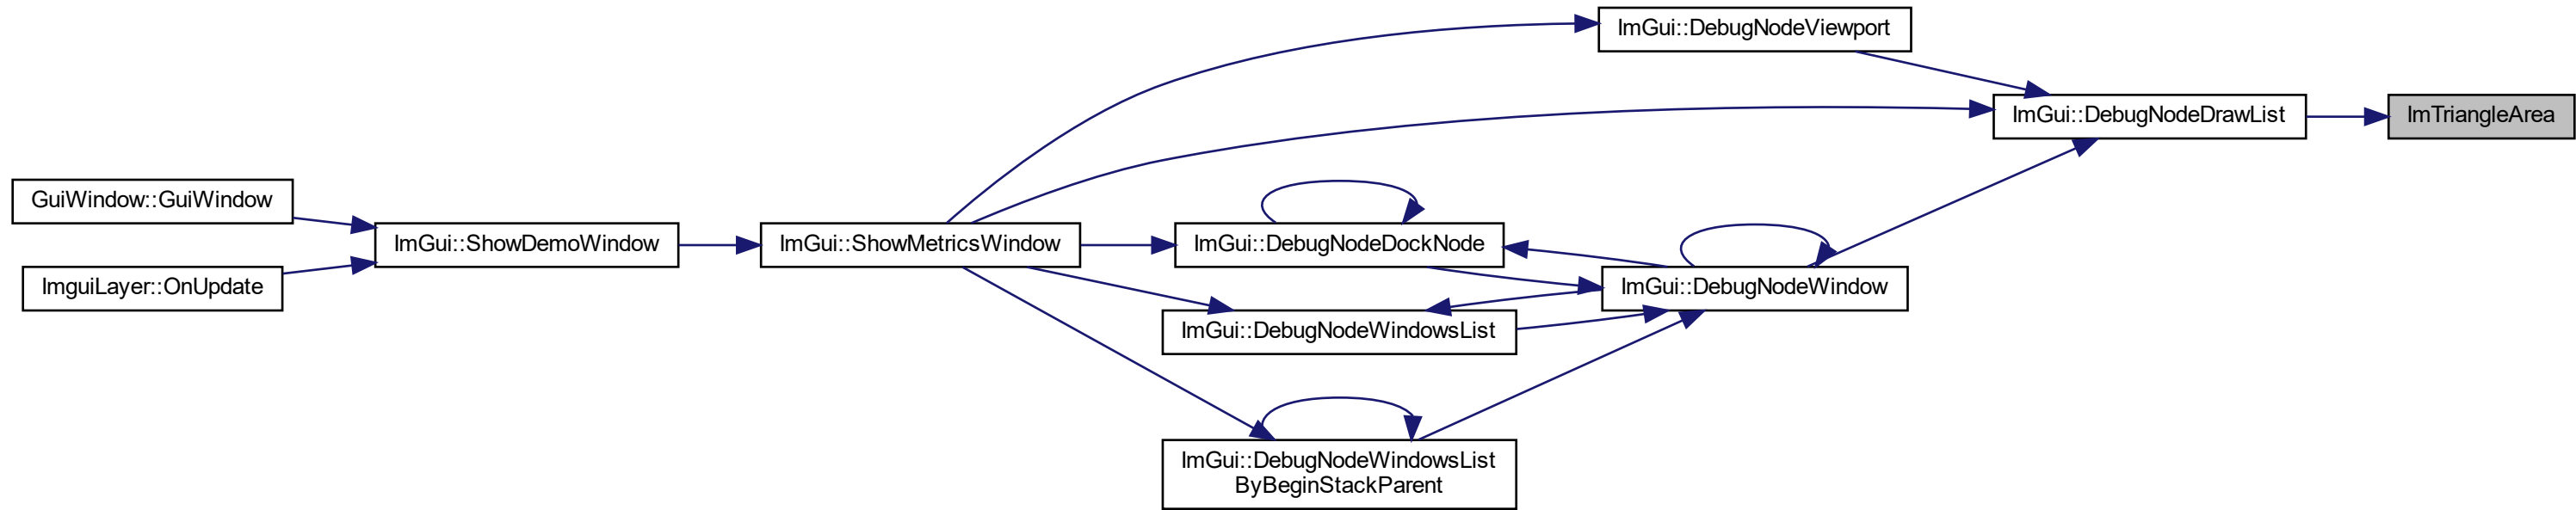 ImGui::DebugNodeViewport
ImGui::DebugNodeDrawList
ImTriangleArea
GuiWindow::GuiWindow
ImGui::ShowDemoWindow
ImGui::ShowMetricsWindow
ImGui::DebugNodeDockNode
ImguiLayer::OnUpdate
ImGui::DebugNodeWindow
ImGui::DebugNodeWindowsList
ImGui::DebugNodeWindowsList
ByBeginStackParent